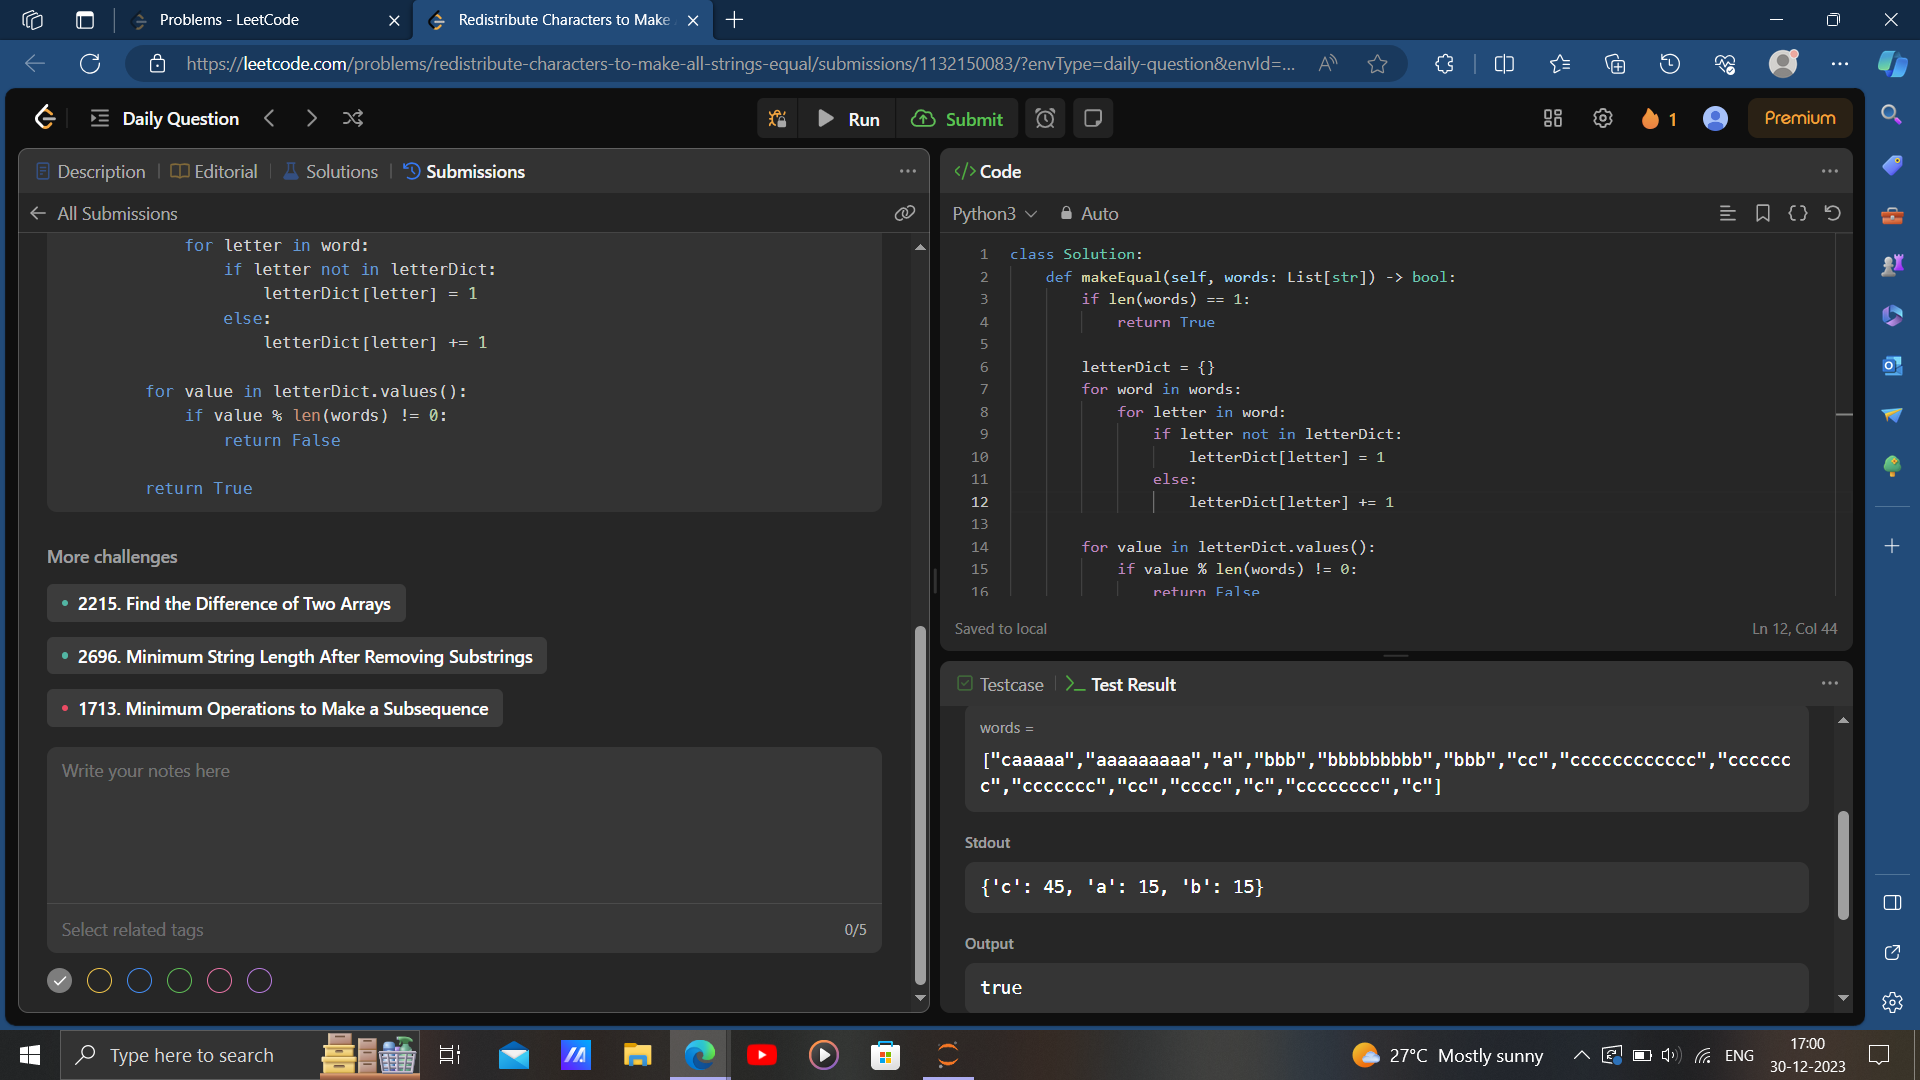 Problems - LeetCode
Redistribute Characters to Make
https://leetcode.com/problems/redistribute-characters-to-make-all-strings-equal/submissions/1132150083/?envType=daily-question&envId=...
Daily Question
Run
Submit
1
Premium
Description
Editorial
Solutions
Submissions
All Submissions
for letter in word:
if letter not in letterDict:
letterDict[letter] = 1
else:
letterDict[letter] += 1
for value in letterDict.values():
if value % len(words) != 0:
return False
return True
More challenges
2215. Find the Difference of Two Arrays
2696. Minimum String Length After Removing Substrings
1713. Minimum Operations to Make a Subsequence
Write your notes here
Select related tags
0/5
</> Code
Python3
Auto
1 class Solution:
2 def makeEqual(self, words: List[str]) -> bool:
3 if len(words) == 1:
4 return True
5
6 letterDict = {}
7 for word in words:
8 for letter in word:
9 if letter not in letterDict:
10 letterDict[letter] = 1
11 else:
12 letterDict[letter] += 1
13
14 for value in letterDict.values():
15 if value % len(words) != 0:
16 return False
Saved to local
Ln 12, Col 44
Testcase
Test Result
words =
["caaaaa","aaaaaaaaa","a","bbb","bbbbbbbbb","bbb","cc","cccccccccccc","cccccc
c","ccccccc","cc","cccc","c","cccccccc","c"]
Stdout
{'c': 45, 'a': 15, 'b': 15}
Output
true
Type here to search
27°C Mostly sunny
ENG
17:00
30-12-2023